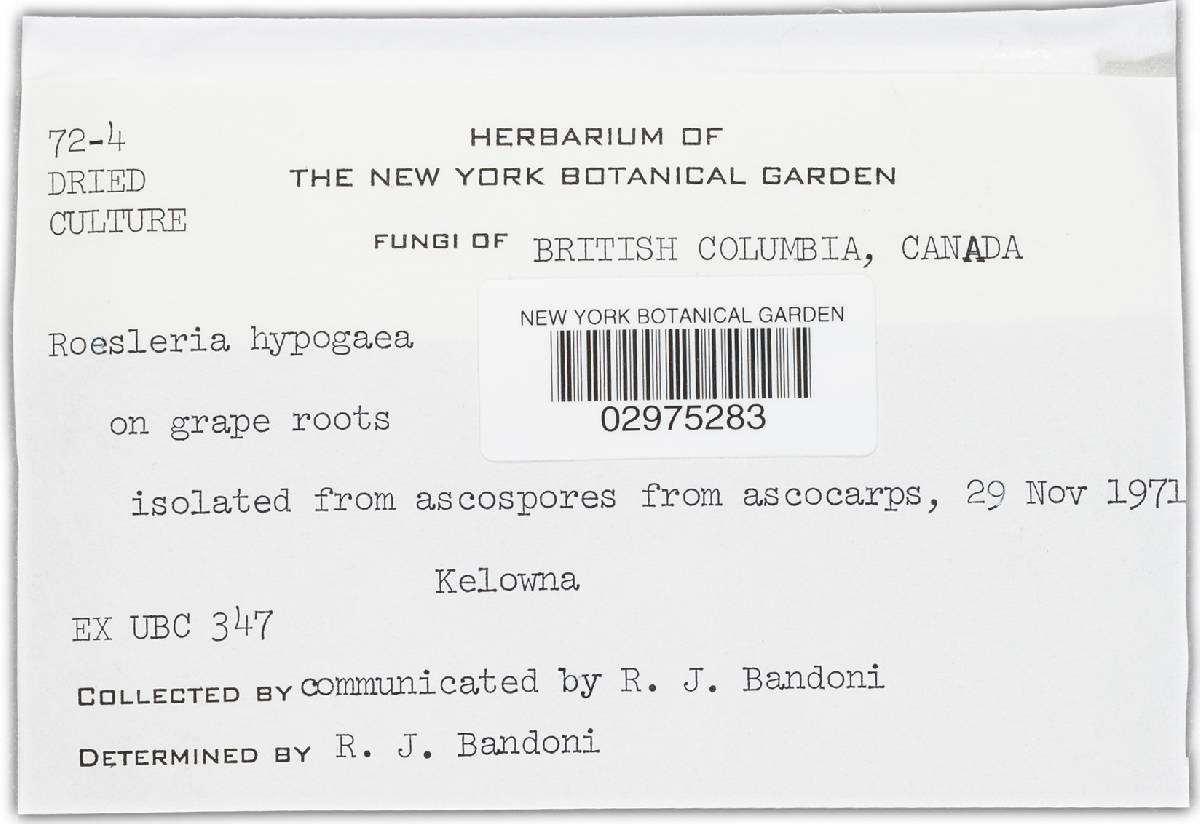 72-4
DRIED
CULTURE
HERBARIUM OF
THE NEW YORK BOTANICAL GARDEN
FUNGI OF BRITISH COLUMBIA, CANADA
NEW YORK BOTANICAL GARDEN
02975283
Roesleria hypogaea
on grape roots
isolated from ascospores from ascocarps, 29 Nov 1971
Kelowna
EX UBC 347
COLLECTED BY communicated by R. J. Bandoni
DETERMINED BY R. J. Bandoni